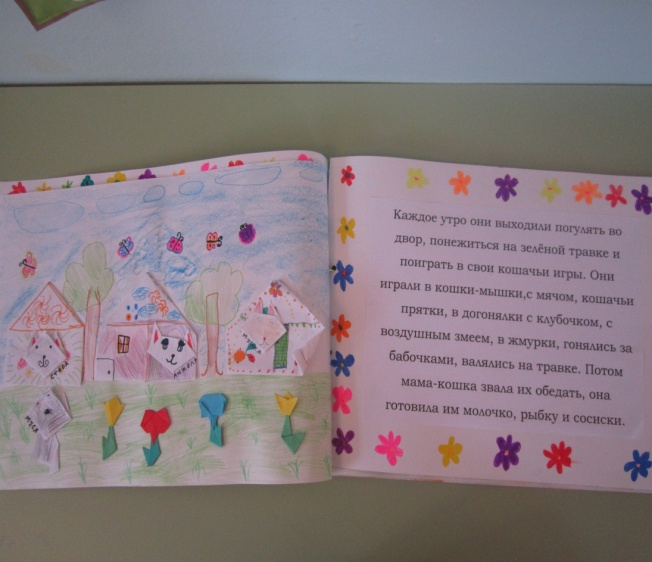 Каждое утро они выходили погулять во
двор, понежиться на зелёной травке и
поиграть в свои кошачьи игры. Они
играли в кошки-мышки,с мячом, кошачьи
прятки, в догонялки с клубочком, с
воздушным змеем, в жмурки, гонялись за
бабочками, валялись на травке. Потом
мама-кошка звала их обедать, она
готовила им молочко, рыбку и сосиски.